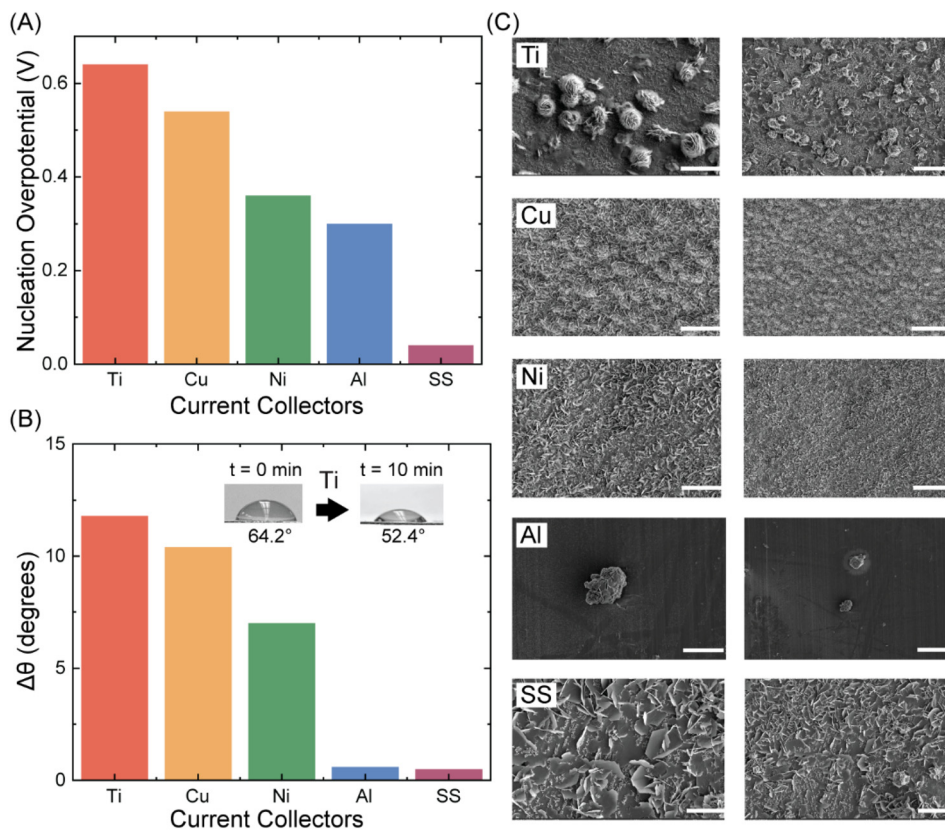 (A)
Nucleation Overpotential (V)
0.6
0.4
0.2
0.0
Ti Cu Ni Al SS
Current Collectors
(B)
Δθ (degrees)
15
10
5
0
t = 0 min Ti t = 10 min
64.2° 52.4°
Ti Cu Ni Al SS
Current Collectors
(C)
Ti
Cu
Ni
Al
SS